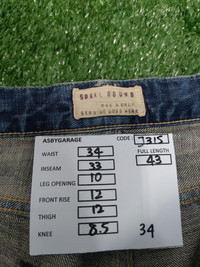 ASBYGARAGE CODE 7315
WAIST 34 FULL LENGTH
INSEAM 33 43
LEG OPENING 10
FRONT RISE 12
THIGH 12
KNEE 8.5 34